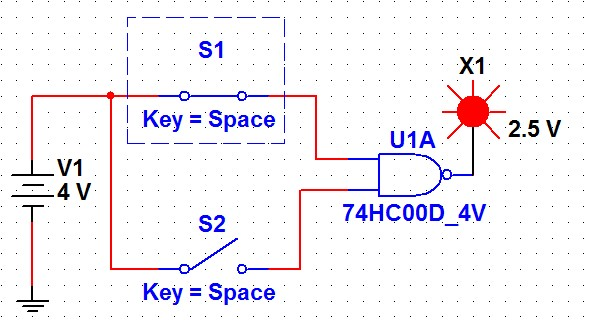 S1
Key = Space
X1
2.5 V
U1A
V1
4 V
74HC00D_4V
S2
Key = Space